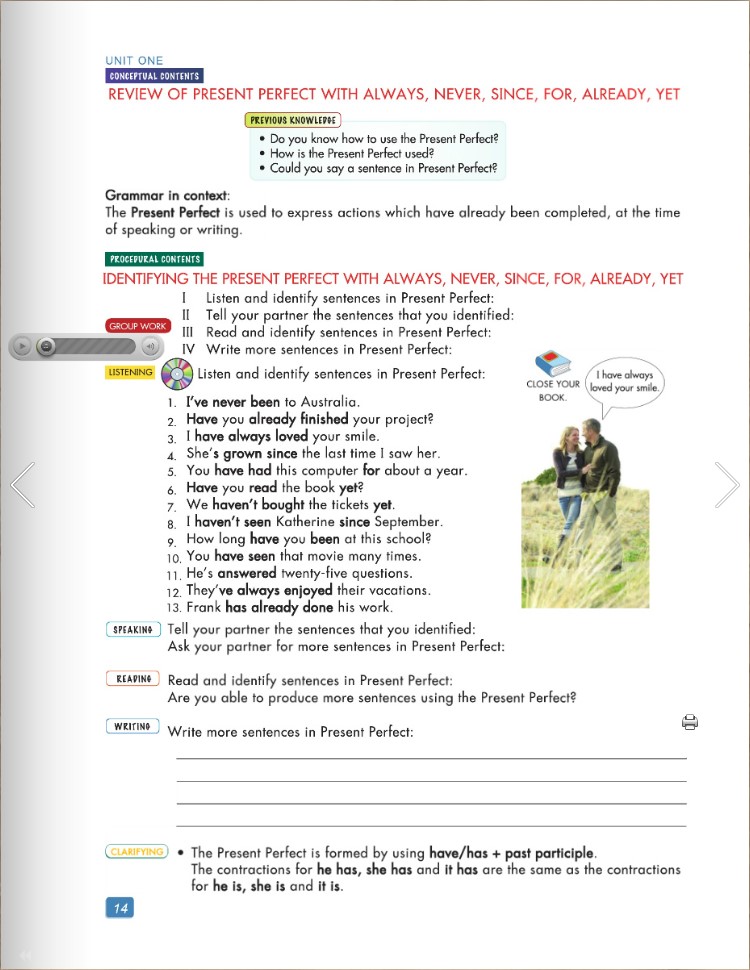 UNIT ONE
CONCEPTUAL CONTENTS
REVIEW OF PRESENT PERFECT WITH ALWAYS, NEVER, SINCE, FOR, ALREADY, YET
PREVIOUS KNOWLEDGE
• Do you know how to use the Present Perfect?
• How is the Present Perfect used?
• Could you say a sentence in Present Perfect?
Grammar in context:
The Present Perfect is used to express actions which have already been completed, at the time
of speaking or writing.
PROCEDURAL CONTENTS
IDENTIFYING THE PRESENT PERFECT WITH ALWAYS, NEVER, SINCE, FOR, ALREADY, YET
I Listen and identify sentences in Present Perfect:
II Tell your partner the sentences that you identified:
GROUP WORK
III Read and identify sentences in Present Perfect:
IV Write more sentences in Present Perfect:
LISTENING
Listen and identify sentences in Present Perfect:
CLOSE YOUR
BOOK.
I have always
loved your smile.
1. I've never been to Australia.
2. Have you already finished your project?
3. I have always loved your smile.
4. She's grown since the last time I saw her.
5. You have had this computer for about a year.
6. Have you read the book yet?
7. We haven't bought the tickets yet.
8. I haven't seen Katherine since September.
9. How long have you been at this school?
10. You have seen that movie many times.
11. He's answered twenty-five questions.
12. They've always enjoyed their vacations.
13. Frank has already done his work.
SPEAKING
Tell your partner the sentences that you identified:
Ask your partner for more sentences in Present Perfect:
READING
Read and identify sentences in Present Perfect:
Are you able to produce more sentences using the Present Perfect?
WRITING
Write more sentences in Present Perfect:
CLARIFYING
• The Present Perfect is formed by using have/has + past participle.
The contractions for he has, she has and it has are the same as the contractions
for he is, she is and it is.
14